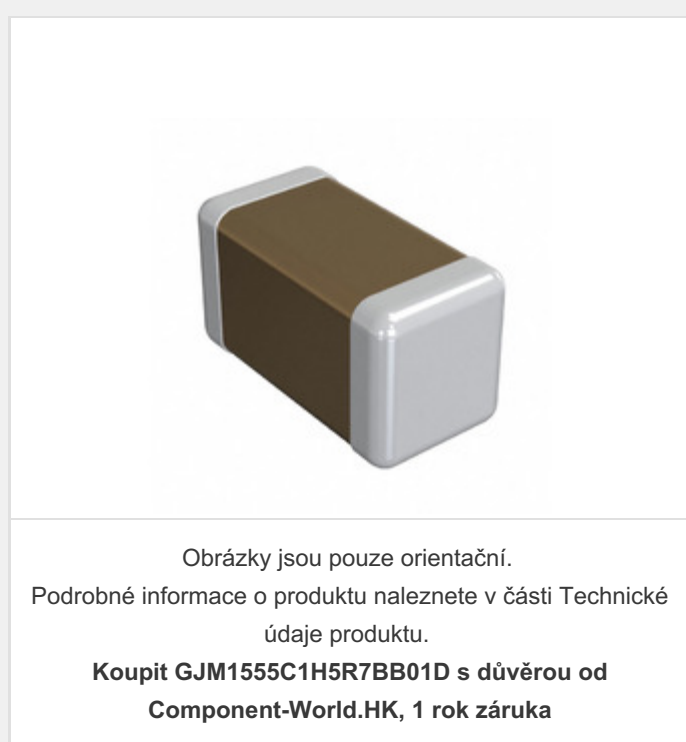 Obrázky jsou pouze orientační.
Podrobné informace o produktu naleznete v části Technické
údaje produktu.
Koupit GJM1555C1H5R7BB01D s důvěrou od
Component-World.HK, 1 rok záruka